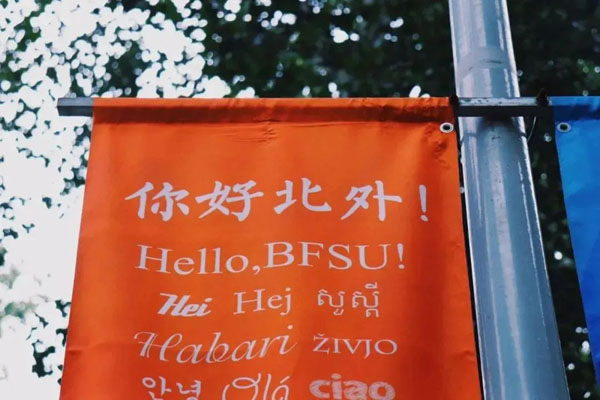 你好北外!
Hello,BFSU!
Hei Hej សួស្តី
Habari ŽIVJO
안녕 Olá ciao